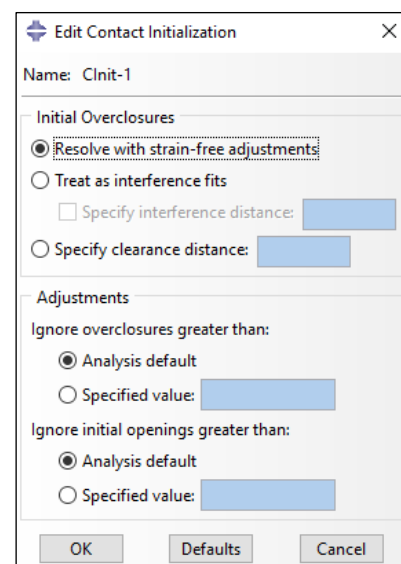 Edit Contact Initialization
Name: CInit-1
Initial Overclosures
Resolve with strain-free adjustments
Treat as interference fits
Specify interference distance:
Specify clearance distance:
Adjustments
Ignore overclosures greater than:
Analysis default
Specified value:
Ignore initial openings greater than:
Analysis default
Specified value:
OK Defaults Cancel